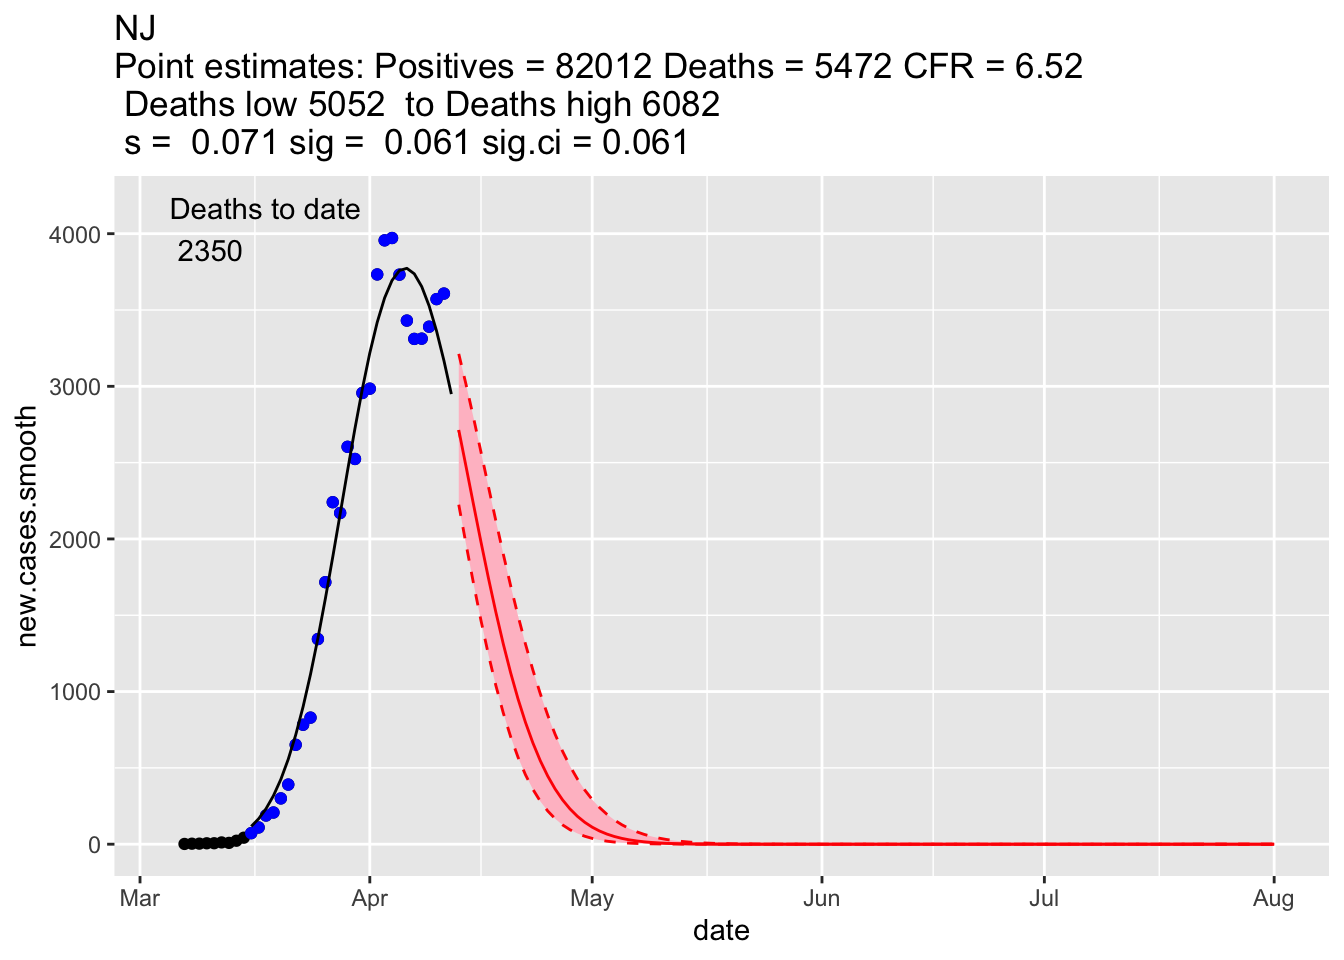 NJ
Point estimates: Positives = 82012 Deaths = 5472 CFR = 6.52
Deaths low 5052  to Deaths high 6082
s =  0.071 sig =  0.061 sig.ci = 0.061
Deaths to date
2350
4000
3000
2000
1000
0
new.cases.smooth
Mar Apr May Jun Jul Aug
date